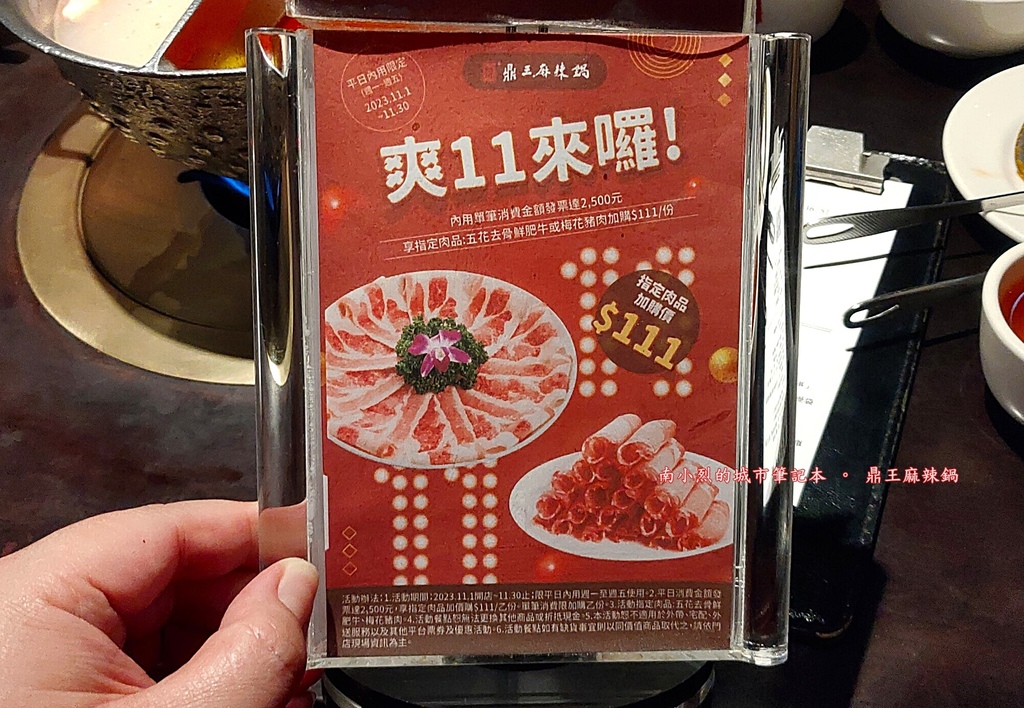 平日內用限定
(週一~週五)
2023.11.1
~11.30
鼎王麻辣鍋
爽11來囉!
內用單筆消費金額發票達2,500元
享指定肉品:五花去骨鮮肥牛或梅花豬肉加購$111/份
指定肉品
加購價
$111
南小烈的城市筆記本 。 鼎王麻辣鍋
活動辦法:1.活動期間:2023.11.1開店~11.30止;限平日內用週一至週五使用。2.平日消費金額發
票達2,500元,享指定肉品加價購$111/乙份。單筆消費限加購乙份。3.活動指定肉品:五花去骨鮮
肥牛、梅花豬肉。4.活動餐點恕無法更換其他商品或折抵現金。5.本活動恕不適用於外帶、宅配、外
送服務以及其他平台票券及優惠活動。6.活動餐點如有缺貨事宜則以同價值商品取代之,請依門
店現場資訊為主。